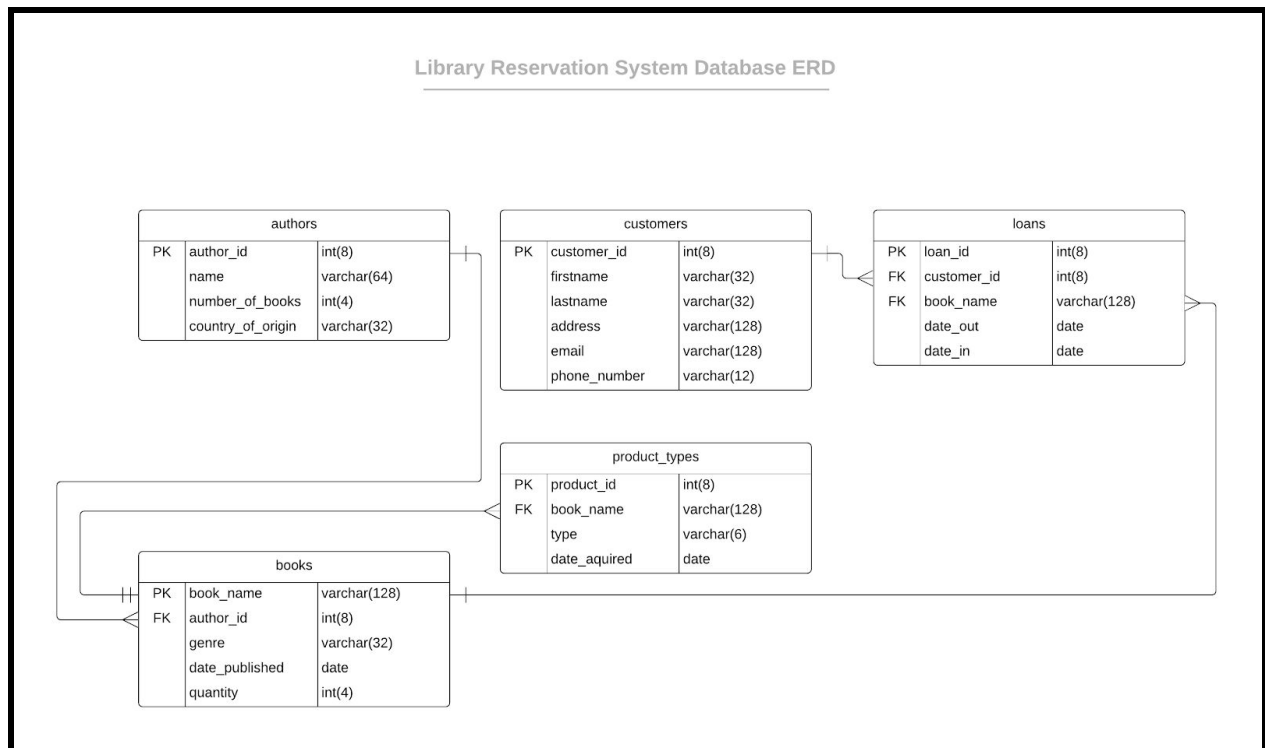 Library Reservation System Database ERD
authors
PK author_id int(8)
name varchar(64)
number_of_books int(4)
country_of_origin varchar(32)
customers
PK customer_id int(8)
firstname varchar(32)
lastname varchar(32)
address varchar(128)
email varchar(128)
phone_number varchar(12)
loans
PK loan_id int(8)
FK customer_id int(8)
FK book_name varchar(128)
date_out date
date_in date
product_types
PK product_id int(8)
FK book_name varchar(128)
type varchar(6)
date_aquired date
books
PK book_name varchar(128)
FK author_id int(8)
genre varchar(32)
date_published date
quantity int(4)